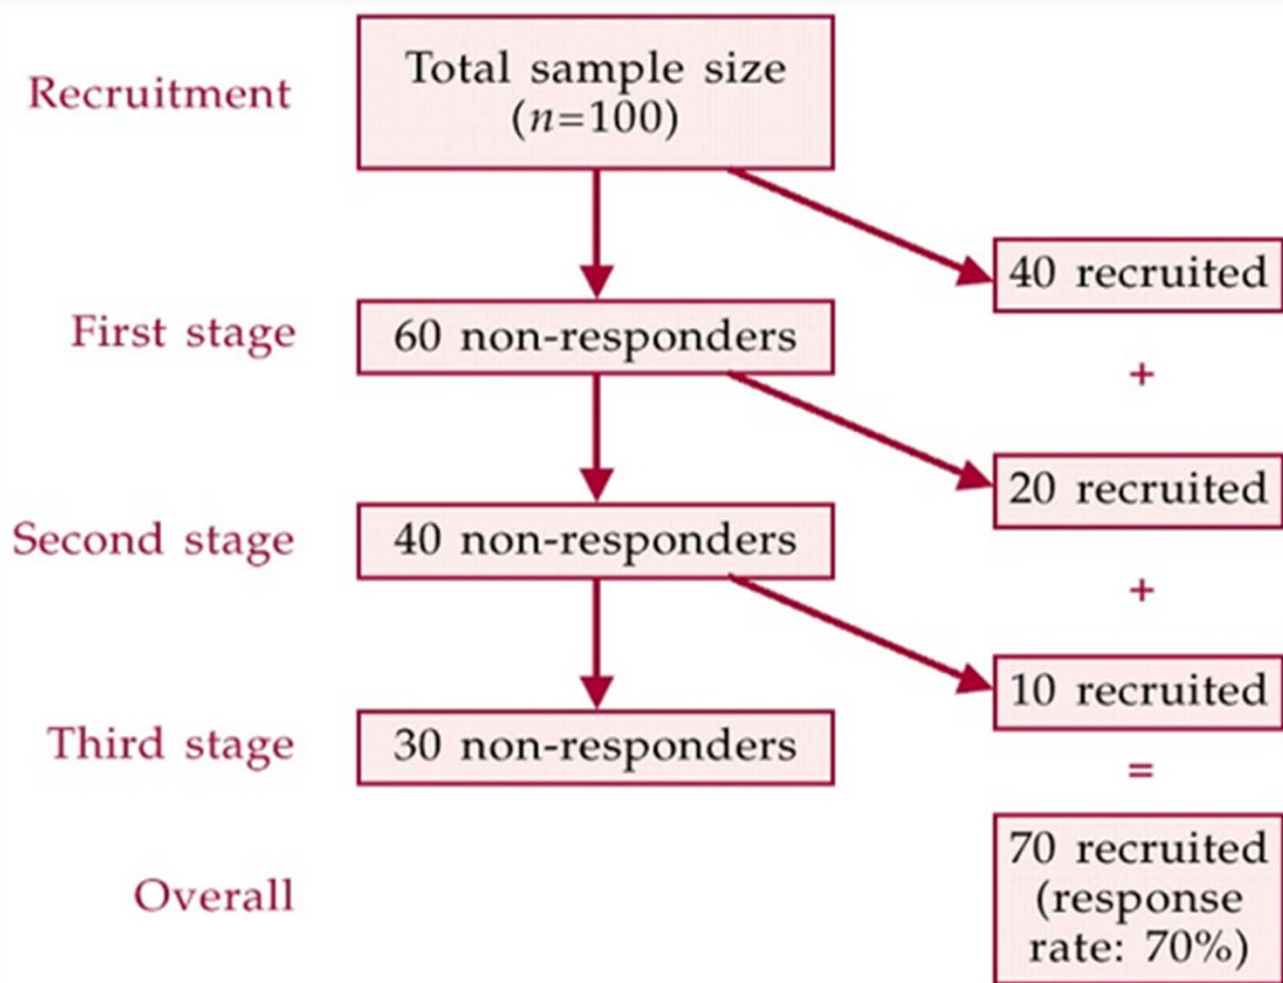 Recruitment
Total sample size
(n=100)
40 recruited
First stage
60 non-responders
+
20 recruited
Second stage
40 non-responders
+
10 recruited
Third stage
30 non-responders
=
Overall
70 recruited
(response
rate: 70%)